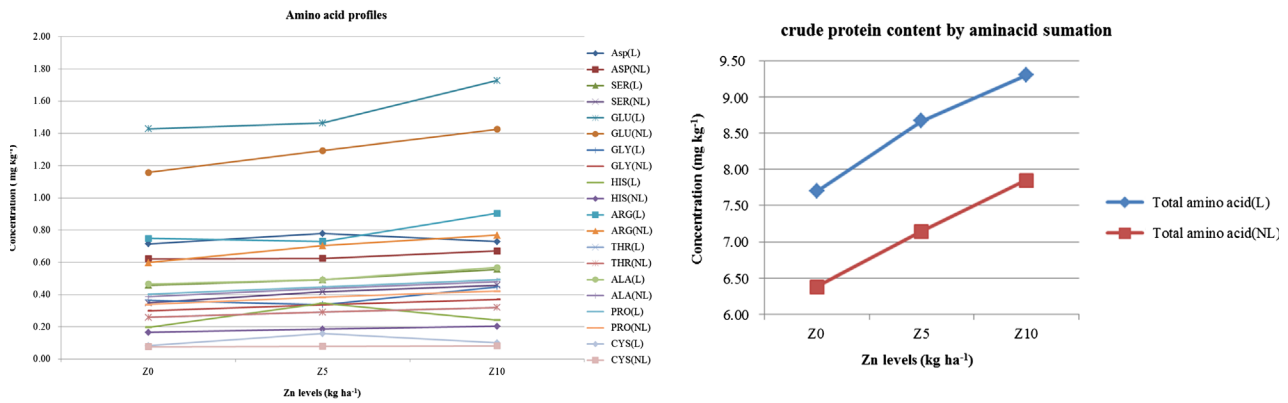 Amino acid profiles
2.00
1.80
1.60
1.40
1.20
1.00
0.80
0.60
0.40
0.20
0.00
Concentration ( mg kg⁻¹)
Z0 Z5 Z10
Zn levels (kg ha⁻¹)
Asp(L)
ASP(NL)
SER(L)
SER(NL)
GLU(L)
GLU(NL)
GLY(L)
GLY(NL)
HIS(L)
HIS(NL)
ARG(L)
ARG(NL)
THR(L)
THR(NL)
ALA(L)
ALA(NL)
PRO(L)
PRO(NL)
CYS(L)
CYS(NL)
crude protein content by aminacid sumation
9.50
9.00
8.50
8.00
7.50
7.00
6.50
6.00
Concentration (mg kg⁻¹)
Z0 Z5 Z10
Zn levels (kg ha⁻¹)
Total amino acid(L)
Total amino acid(NL)